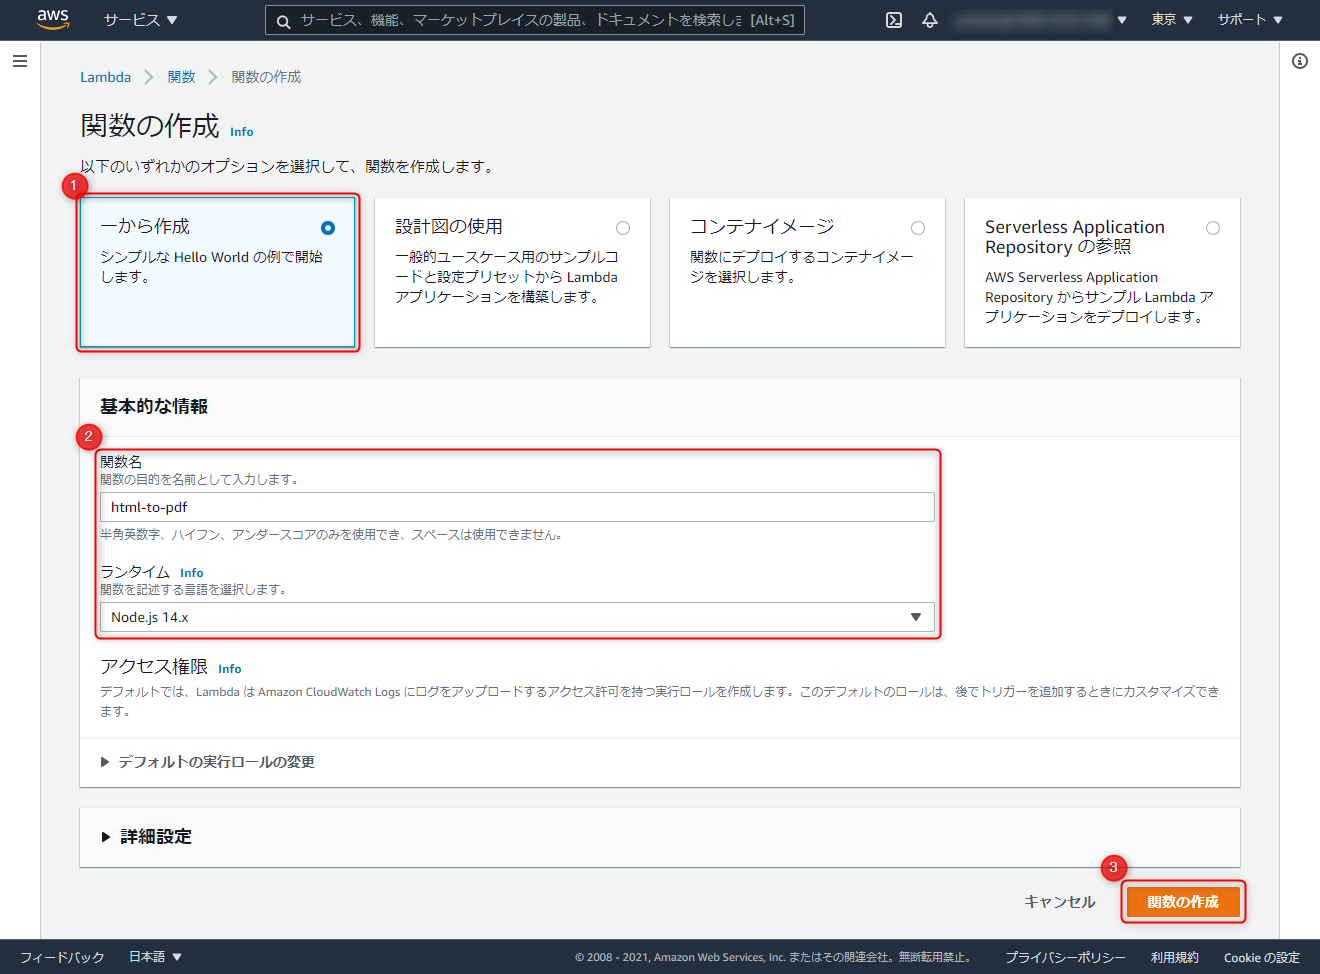 aws
サービス
サービス、機能、マーケットプレイスの製品、ドキュメントを検索しま
[Alt+S]
東京
サポート
Lambda
関数
関数の作成
関数の作成 Info
以下のいずれかのオプションを選択して、関数を作成します。
1
一から作成
シンプルな Hello World の例で開始
します。
設計図の使用
一般的ユースケース用のサンプルコ
ードと設定プリセットから Lambda
アプリケーションを構築します。
コンテナイメージ
関数にデプロイするコンテナイメー
ジを選択します。
Serverless Application
Repository の参照
AWS Serverless Application
Repository からサンプル Lambda ア
プリケーションをデプロイします。
基本的な情報
2
関数名
関数の目的を名前として入力します。
html-to-pdf
半角英数字、ハイフン、アンダースコアのみを使用でき、スペースは使用できません。
ランタイム Info
関数を記述する言語を選択します。
Node.js 14.x
アクセス権限 Info
デフォルトでは、Lambda は Amazon CloudWatch Logs にログをアップロードするアクセス許可を持つ実行ロールを作成します。このデフォルトのロールは、後でトリガーを追加するときにカスタマイズでき
ます。
デフォルトの実行ロールの変更
詳細設定
3
キャンセル
関数の作成
フィードバック
日本語
© 2008 - 2021, Amazon Web Services, Inc. またはその関連会社。無断転用禁止。
プライバシーポリシー
利用規約
Cookie の設定